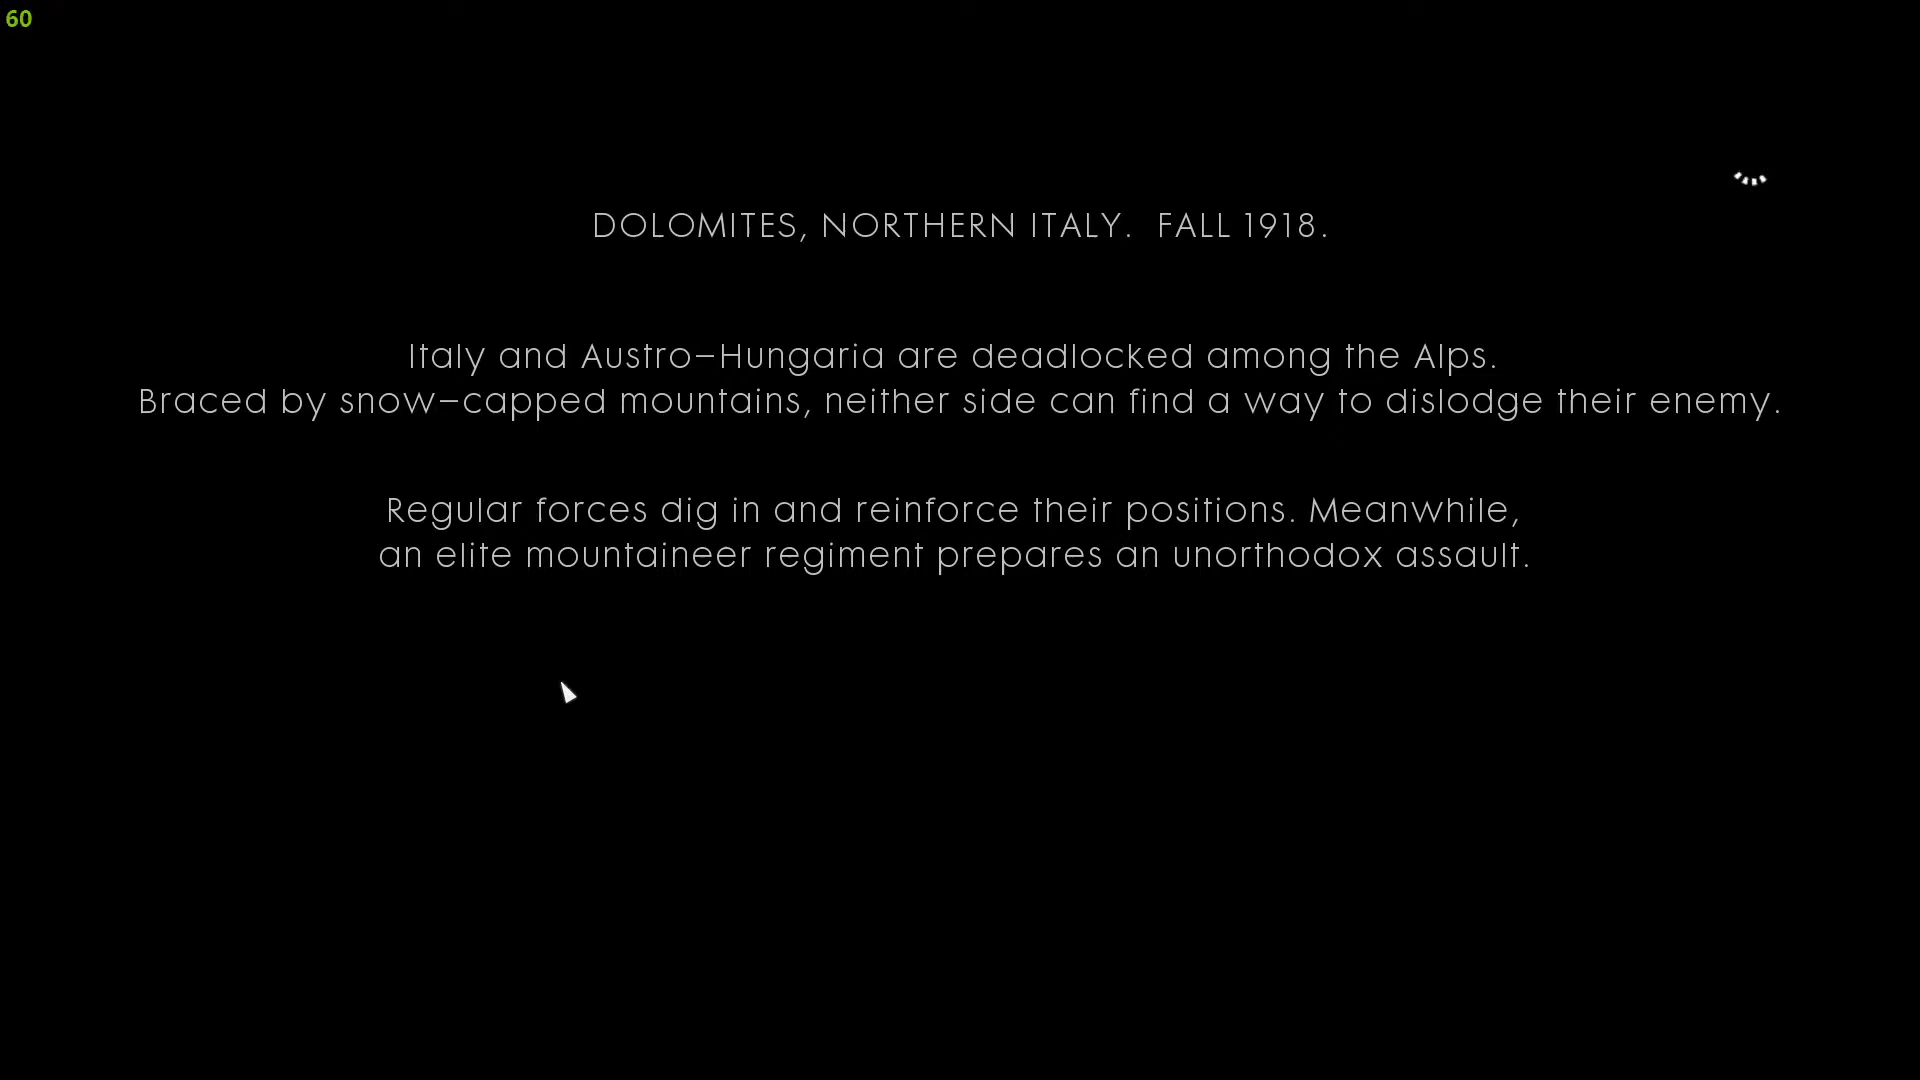 60
DOLOMITES, NORTHERN ITALY. FALL 1918.
Italy and Austro-Hungaria are deadlocked among the Alps.
Braced by snow-capped mountains, neither side can find a way to dislodge their enemy.
Regular forces dig in and reinforce their positions. Meanwhile,
an elite mountaineer regiment prepares an unorthodox assault.